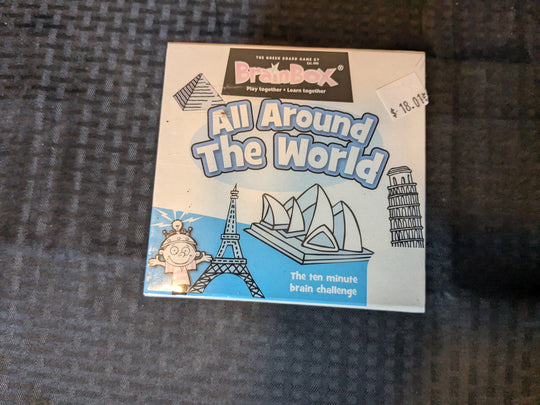 THE GREEN BOARD GAME CO
BrainBox®
Play together • Learn together
$ 18.01
All Around
The World
The ten minute
brain challenge